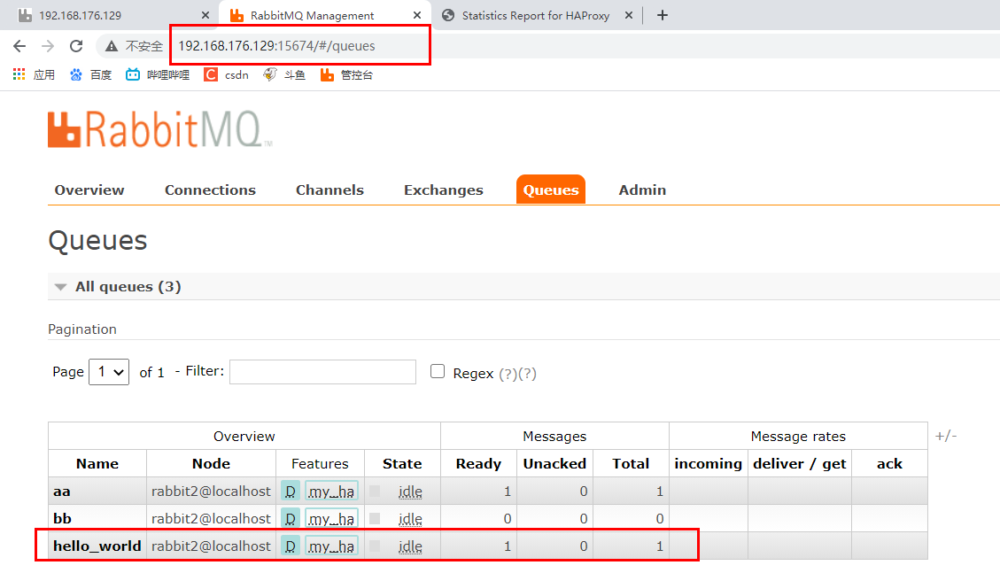 192.168.176.129 RabbitMQ Management Statistics Report for HAProxy
不安全 192.168.176.129:15674/#/queues
应用 百度 哔哩哔哩 csdn 斗鱼 管控台
RabbitMQ TM
Overview Connections Channels Exchanges Queues Admin
Queues
All queues (3)
Pagination
Page 1 of 1 - Filter: Regex (?)(?)
Overview Messages Message rates +/-
Name Node Features State Ready Unacked Total incoming deliver / get ack
aa rabbit2@localhost D my_ha idle 1 0 1
bb rabbit2@localhost D my_ha idle 0 0 0
hello_world rabbit2@localhost D my_ha idle 1 0 1